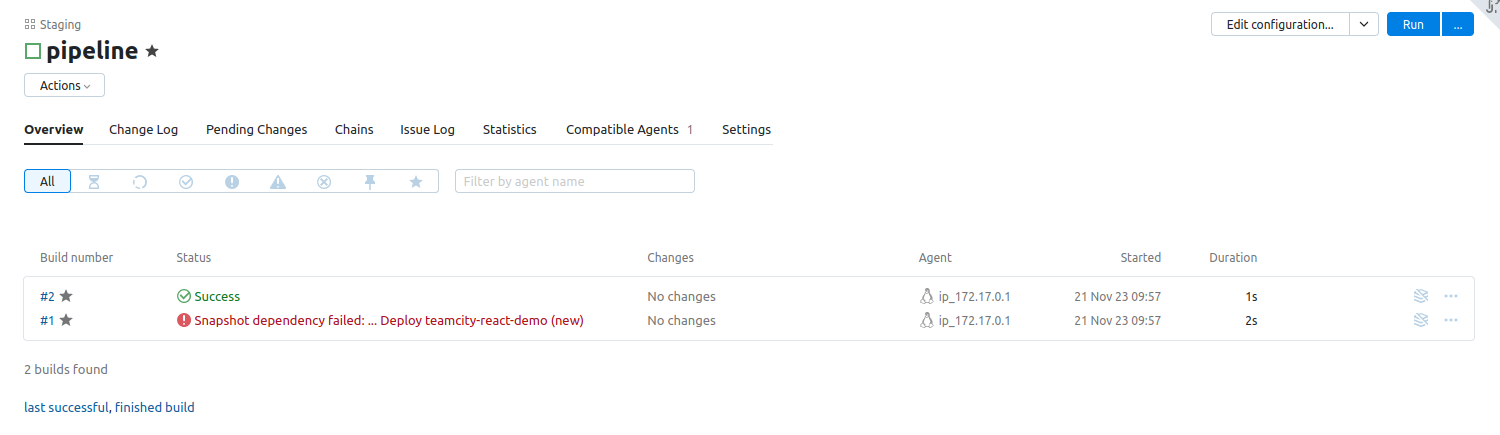 Staging
pipeline
Edit configuration... Run ...
Actions
Overview Change Log Pending Changes Chains Issue Log Statistics Compatible Agents 1 Settings
All Filter by agent name
Build number Status Changes Agent Started Duration
#2 Success No changes ip_172.17.0.1 21 Nov 23 09:57 1s
#1 Snapshot dependency failed: ... Deploy teamcity-react-demo (new) No changes ip_172.17.0.1 21 Nov 23 09:57 2s
2 builds found
last successful, finished build